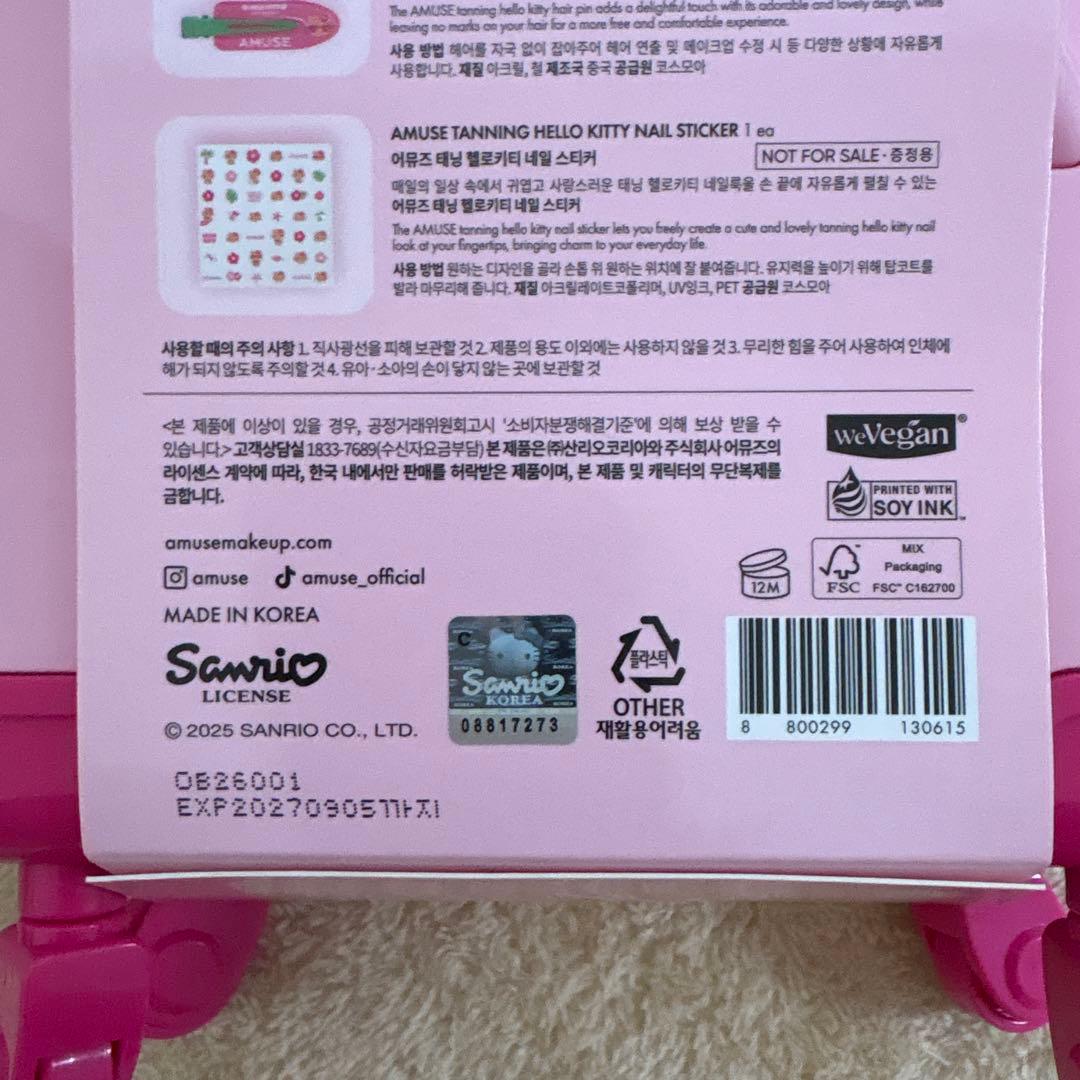 AMUSE
The AMUSE tanning hello kitty hair pin adds a delightful touch with its adorable and lovely design, while
leaving no marks on your hair for a more free and comfortable experience.
사용 방법 헤어를 자국 없이 잡아주어 헤어 연출 및 메이크업 수정 시 등 다양한 상황에 자유롭게
사용합니다. 재질 아크릴, 철 제조국 중국 공급원 코스모아
AMUSE TANNING HELLO KITTY NAIL STICKER 1 ea
어뮤즈 태닝 헬로키티 네일 스티커
NOT FOR SALE·증정용
매일의 일상 속에서 귀엽고 사랑스러운 태닝 헬로키티 네일룩을 손 끝에 자유롭게 펼칠 수 있는
어뮤즈 태닝 헬로키티 네일 스티커
The AMUSE tanning hello kitty nail sticker lets you freely create a cute and lovely tanning hello kitty nail
look at your fingertips, bringing charm to your everyday life.
사용 방법 원하는 디자인을 골라 손톱 위 원하는 위치에 잘 붙여줍니다. 유지력을 높이기 위해 탑코트를
발라 마무리해 줍니다. 재질 아크릴레이트코폴리머, UV잉크, PET 공급원 코스모아
사용할 때의 주의 사항 1. 직사광선을 피해 보관할 것 2. 제품의 용도 이외에는 사용하지 않을 것 3. 무리한 힘을 주어 사용하여 인체에
해가 되지 않도록 주의할 것 4. 유아·소아의 손이 닿지 않는 곳에 보관할 것
<본 제품에 이상이 있을 경우, 공정거래위원회고시 '소비자분쟁해결기준'에 의해 보상 받을 수
있습니다.> 고객상담실 1833-7689(수신자요금부담) 본 제품은 ㈜산리오코리아와 주식회사 어뮤즈의
라이센스 계약에 따라, 한국 내에서만 판매를 허락받은 제품이며, 본 제품 및 캐릭터의 무단복제를
금합니다.
weVegan®
PRINTED WITH
SOY INK™
amusemakeup.com
amuse amuse_official
12M
FSC
MIX
Packaging
FSC™ C162700
MADE IN KOREA
Sanrio
LICENSE
© 2025 SANRIO CO., LTD.
C
Sanrio
KOREA
08817273
플라스틱
OTHER
재활용어려움
8 800299 130615
OB26001
EXP20270905까지